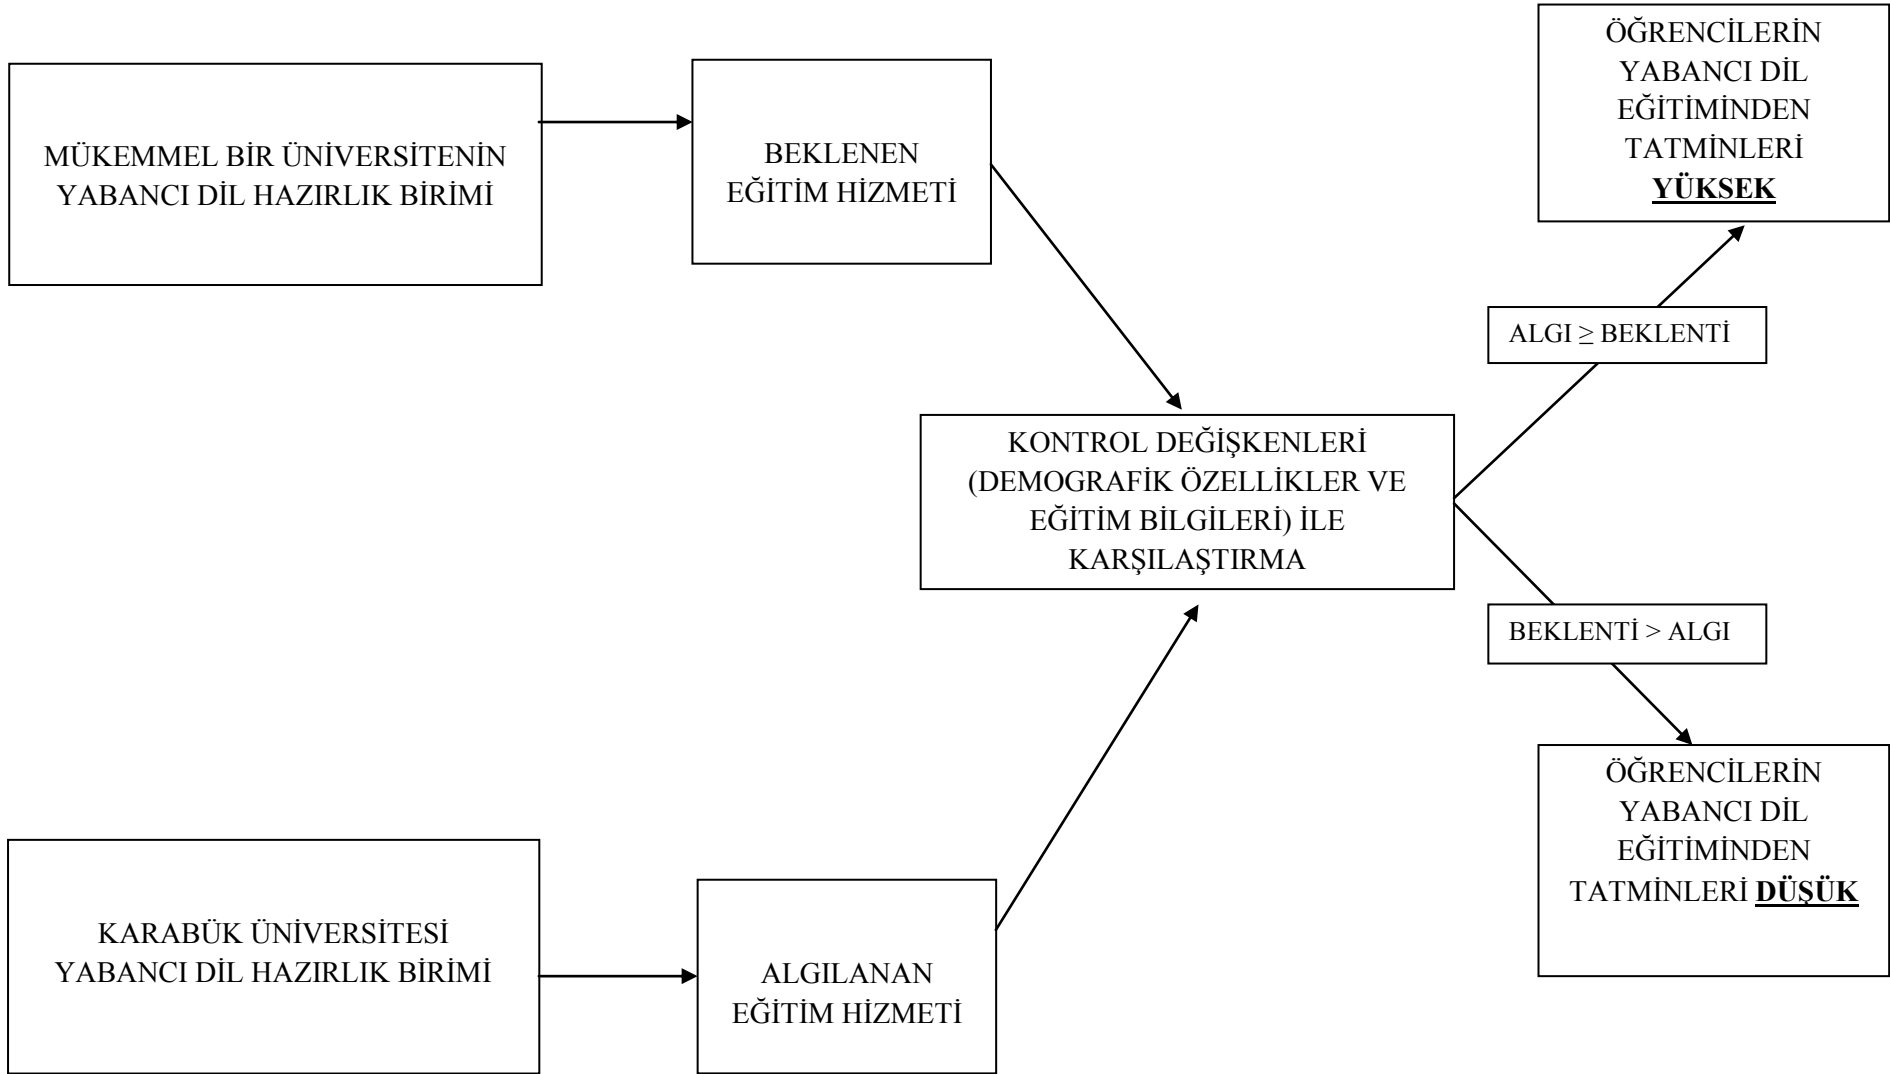 MÜKEMMEL BİR ÜNİVERSİTENİN
YABANCI DİL HAZIRLIK BİRİMİ
BEKLENEN
EĞİTİM HİZMETİ
ÖĞRENCİLERİN
YABANCI DİL
EĞİTİMİNDEN
TATMİNLERİ
YÜKSEK
ALGI ≥ BEKLENTİ
KONTROL DEĞİŞKENLERİ
(DEMOGRAFİK ÖZELLİKLER VE
EĞİTİM BİLGİLERİ) İLE
KARŞILAŞTIRMA
BEKLENTİ > ALGI
ÖĞRENCİLERİN
YABANCI DİL
EĞİTİMİNDEN
TATMİNLERİ DÜŞÜK
KARABÜK ÜNİVERSİTESİ
YABANCI DİL HAZIRLIK BİRİMİ
ALGILANAN
EĞİTİM HİZMETİ